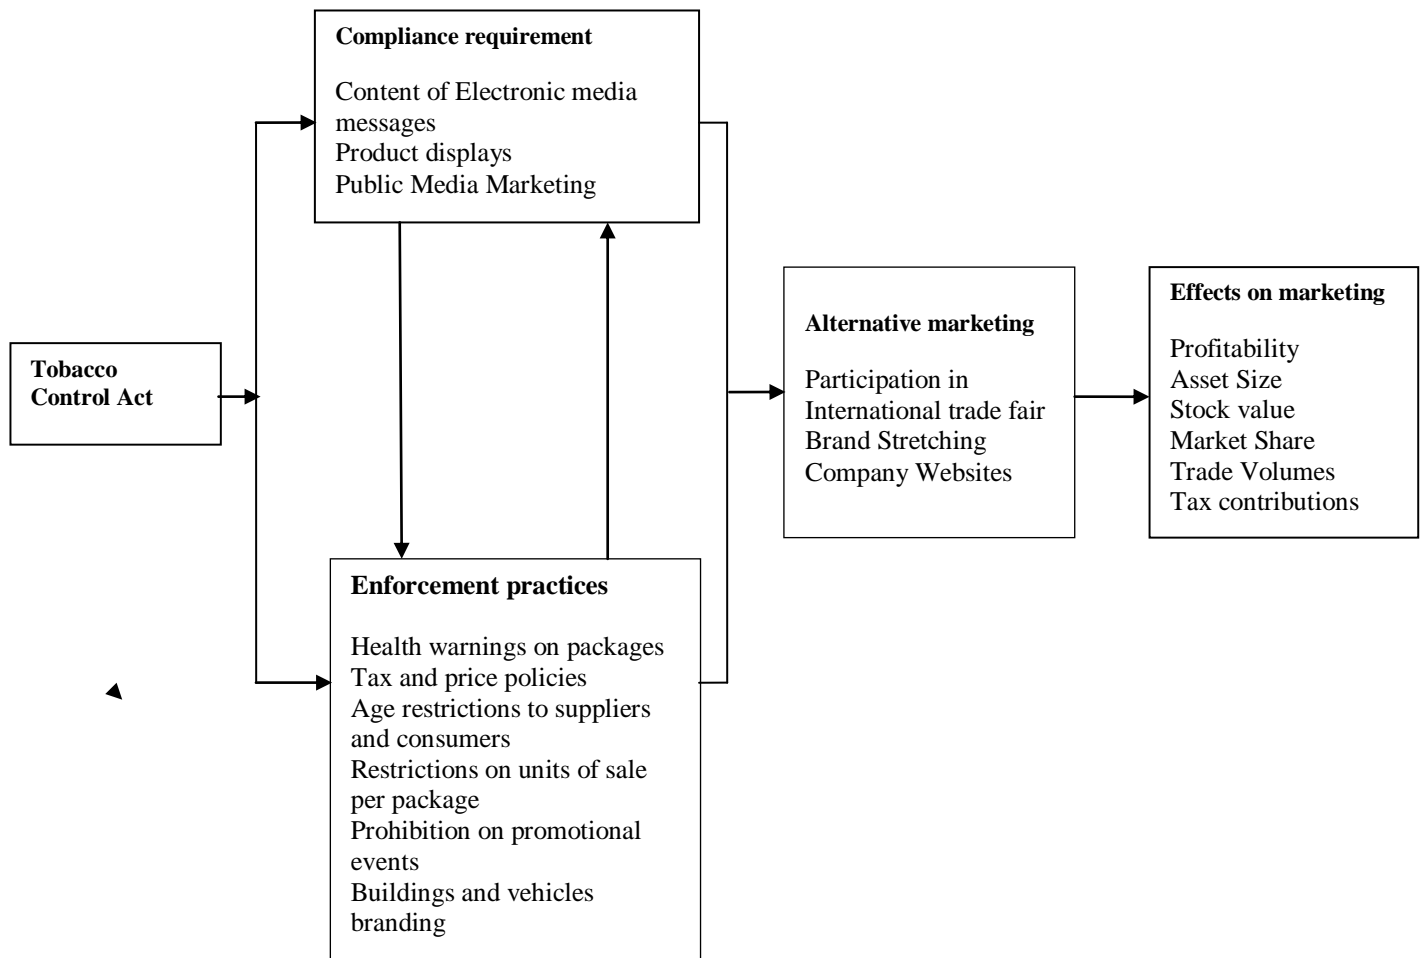 Compliance requirement
Content of Electronic media
messages
Product displays
Public Media Marketing
Tobacco
Control Act
Alternative marketing
Participation in
International trade fair
Brand Stretching
Company Websites
Effects on marketing
Profitability
Asset Size
Stock value
Market Share
Trade Volumes
Tax contributions
Enforcement practices
Health warnings on packages
Tax and price policies
Age restrictions to suppliers
and consumers
Restrictions on units of sale
per package
Prohibition on promotional
events
Buildings and vehicles
branding